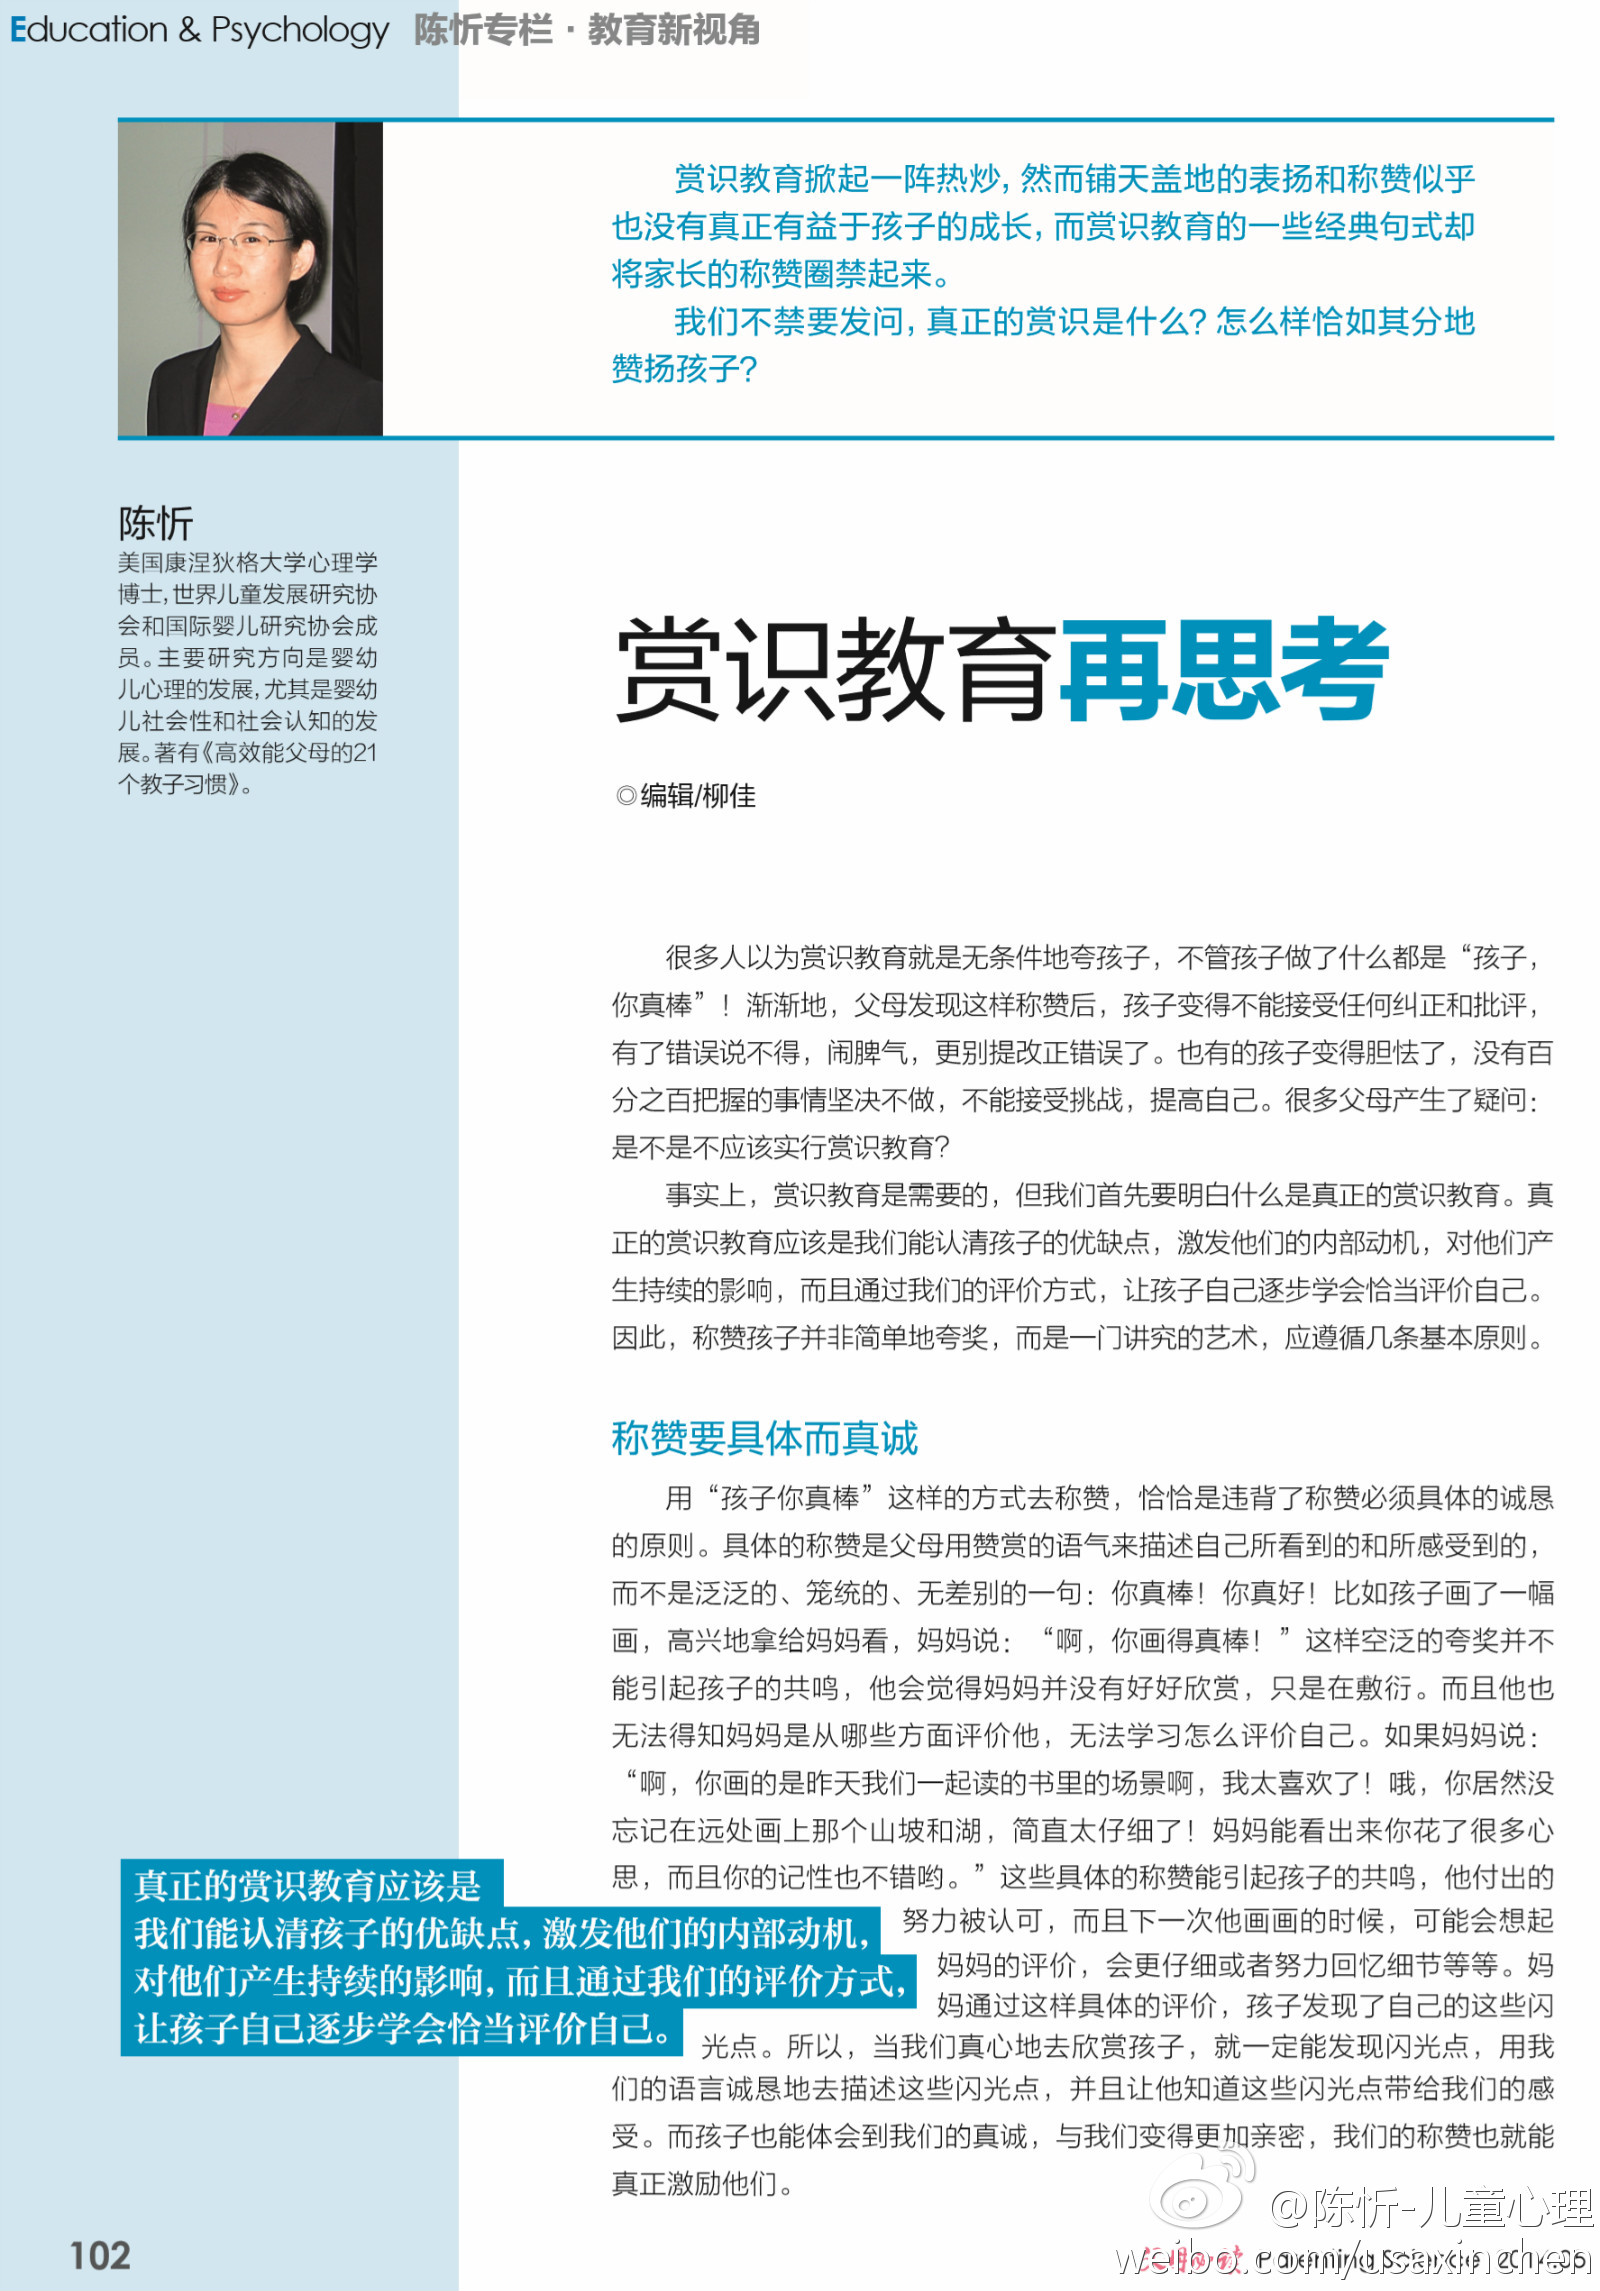 Education & Psychology 陈忻专栏·教育新视角
赏识教育掀起一阵热炒，然而铺天盖地的表扬和称赞似乎
也没有真正有益于孩子的成长，而赏识教育的一些经典句式却
将家长的称赞圈禁起来。
我们不禁要发问，真正的赏识是什么？怎么样恰如其分地
赞扬孩子？
陈忻
美国康涅狄格大学心理学
博士，世界儿童发展研究协
会和国际婴儿研究协会成
员。主要研究方向是婴幼
儿心理的发展，尤其是婴幼
儿社会性和社会认知的发
展。著有《高效能父母的21
个教子习惯》。
赏识教育再思考
◎编辑/柳佳
很多人以为赏识教育就是无条件地夸孩子，不管孩子做了什么都是“孩子，
你真棒”！渐渐地，父母发现这样称赞后，孩子变得不能接受任何纠正和批评，
有了错误说不得，闹脾气，更别提改正错误了。也有的孩子变得胆怯了，没有百
分之百把握的事情坚决不做，不能接受挑战，提高自己。很多父母产生了疑问：
是不是不应该实行赏识教育？
事实上，赏识教育是需要的，但我们首先要明白什么是真正的赏识教育。真
正的赏识教育应该是我们能认清孩子的优缺点，激发他们的内部动机，对他们产
生持续的影响，而且通过我们的评价方式，让孩子自己逐步学会恰当评价自己。
因此，称赞孩子并非简单地夸奖，而是一门讲究的艺术，应遵循几条基本原则。
称赞要具体而真诚
用“孩子你真棒”这样的方式去称赞，恰恰是违背了称赞必须具体的诚恳
的原则。具体的称赞是父母用赞赏的语气来描述自己所看到的和所感受到的，
而不是泛泛的、笼统的、无差别的一句：你真棒！你真好！比如孩子画了一幅
画，高兴地拿给妈妈看，妈妈说：“啊，你画得真棒！”这样空泛的夸奖并不
能引起孩子的共鸣，他会觉得妈妈并没有好好欣赏，只是在敷衍。而且他也
无法得知妈妈是从哪些方面评价他，无法学习怎么评价自己。如果妈妈说：
“啊，你画的是昨天我们一起读的书里的场景啊，我太喜欢了！哦，你居然没
忘记在远处画上那个山坡和湖，简直太仔细了！妈妈能看出来你花了很多心
思，而且你的记性也不错哟。”这些具体的称赞能引起孩子的共鸣，他付出的
努力被认可，而且下一次他画画的时候，可能会想起
妈妈的评价，会更仔细或者努力回忆细节等等。妈
妈通过这样具体的评价，孩子发现了自己的这些闪
光点。所以，当我们真心地去欣赏孩子，就一定能发现闪光点，用我
们的语言诚恳地去描述这些闪光点，并且让他知道这些闪光点带给我们的感
受。而孩子也能体会到我们的真诚，与我们变得更加亲密，我们的称赞也就能
真正激励他们。
真正的赏识教育应该是
我们能认清孩子的优缺点，激发他们的内部动机，
对他们产生持续的影响，而且通过我们的评价方式，
让孩子自己逐步学会恰当评价自己。
@陈忻-儿童心理
weibo.com/usaxinchen
102
父母必读 Parenting Science 2014.06